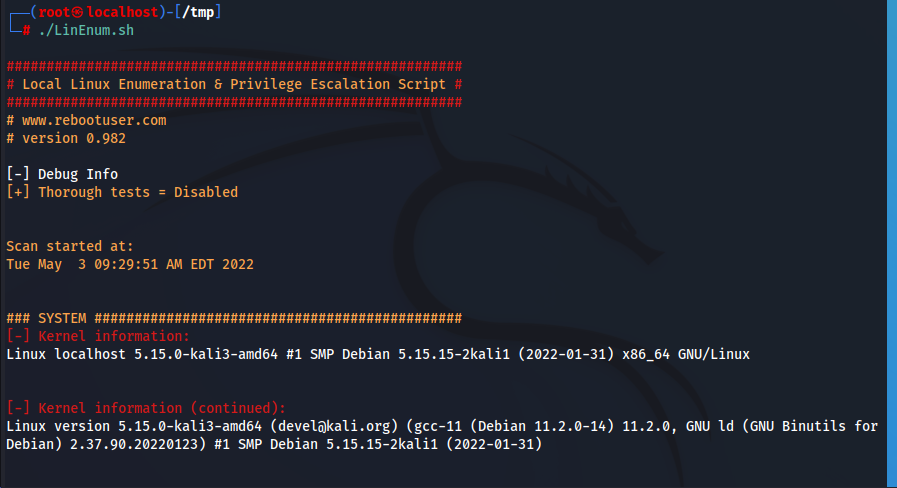 ┌──(root㉿localhost)-[/tmp]
└─# ./LinEnum.sh
#########################################################
# Local Linux Enumeration & Privilege Escalation Script #
#########################################################
# www.rebootuser.com
# version 0.982
[-] Debug Info
[+] Thorough tests = Disabled
Scan started at:
Tue May  3 09:29:51 AM EDT 2022
### SYSTEM ##############################################
[-] Kernel information:
Linux localhost 5.15.0-kali3-amd64 #1 SMP Debian 5.15.15-2kali1 (2022-01-31) x86_64 GNU/Linux
[-] Kernel information (continued):
Linux version 5.15.0-kali3-amd64 (devel@kali.org) (gcc-11 (Debian 11.2.0-14) 11.2.0, GNU ld (GNU Binutils for
Debian) 2.37.90.20220123) #1 SMP Debian 5.15.15-2kali1 (2022-01-31)